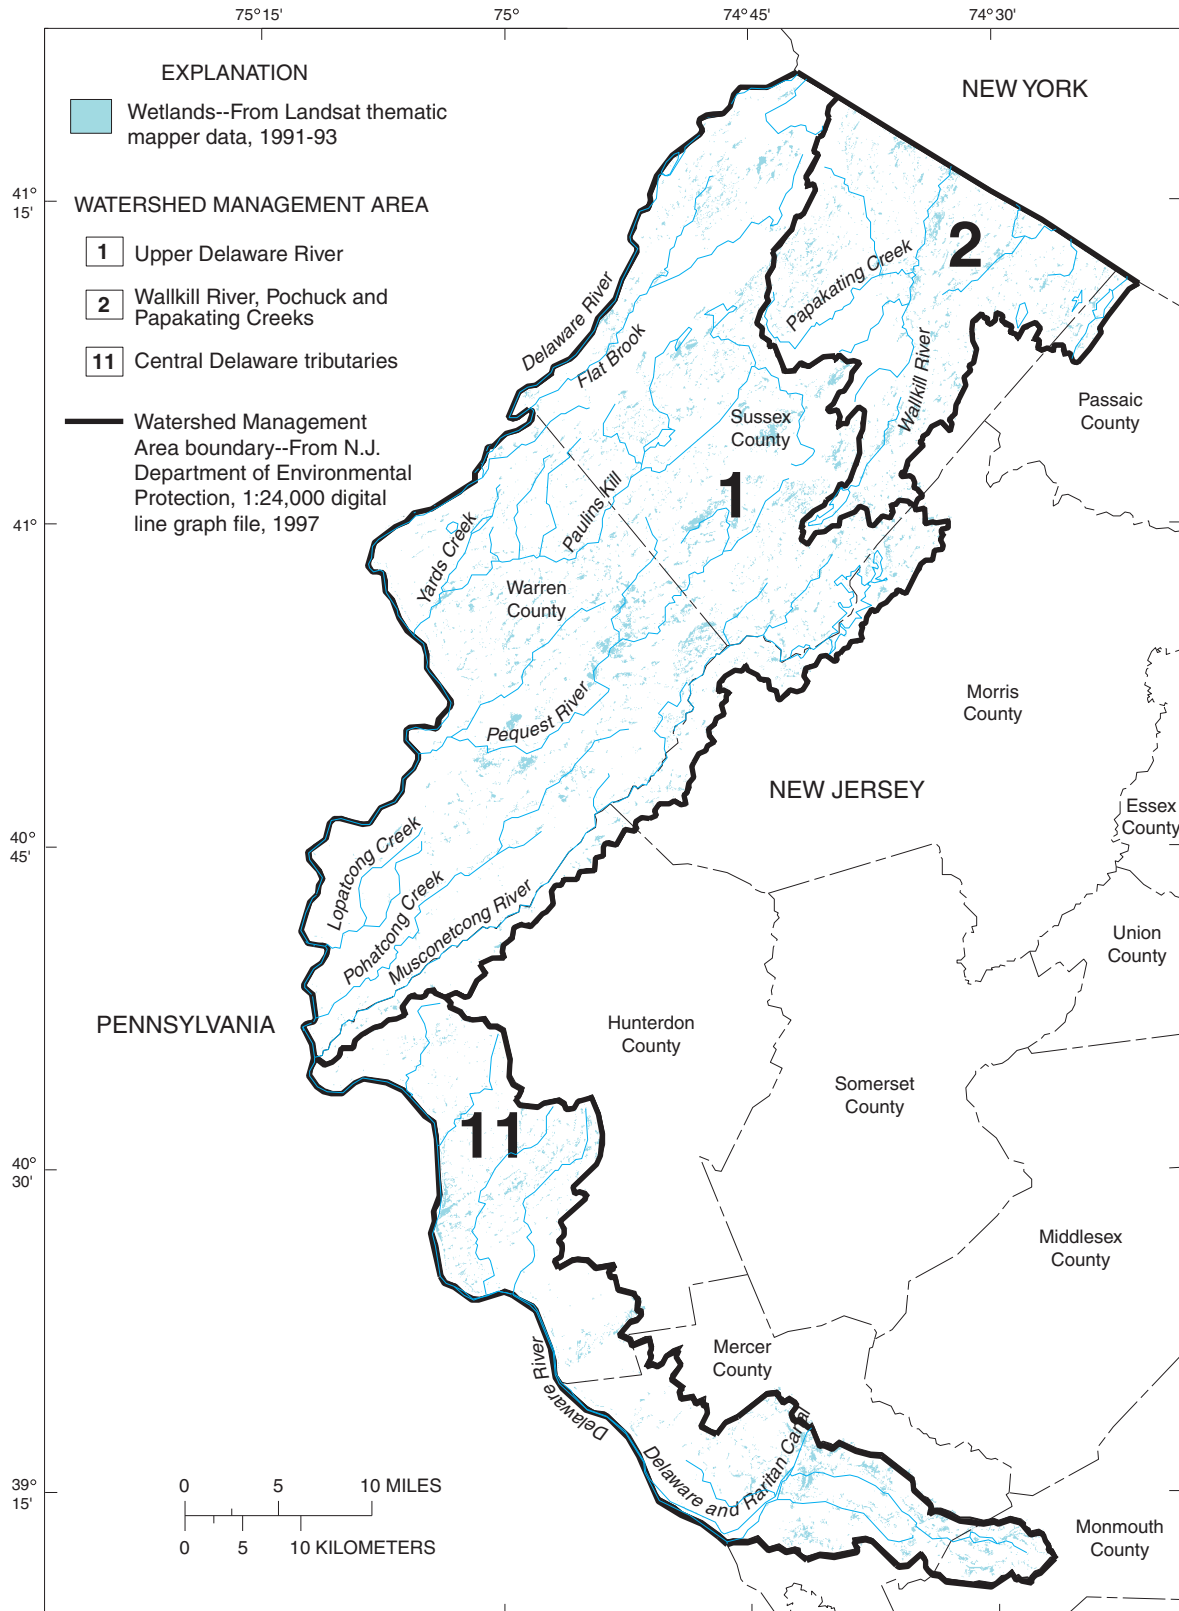 75°15'
75°
74°45'
74°30'
EXPLANATION
Wetlands--From Landsat thematic
mapper data, 1991-93
WATERSHED MANAGEMENT AREA
1 Upper Delaware River
2 Wallkill River, Pochuck and
Papakating Creeks
11 Central Delaware tributaries
Watershed Management
Area boundary--From N.J.
Department of Environmental
Protection, 1:24,000 digital
line graph file, 1997
NEW YORK
41°
15'
2
Papakating Creek
Delaware River
Flat Brook
Wallkill River
Sussex
County
Passaic
County
1
Paulins Kill
41°
Yards Creek
Warren
County
Morris
County
Pequest River
NEW JERSEY
Essex
County
40°
45'
Lopatcong Creek
Pohatcong Creek
Musconetcong River
Union
County
PENNSYLVANIA
Hunterdon
County
Somerset
County
11
40°
30'
Middlesex
County
Mercer
County
Delaware River
Delaware and Raritan Canal
39°
15'
0 5 10 MILES
0 5 10 KILOMETERS
Monmouth
County